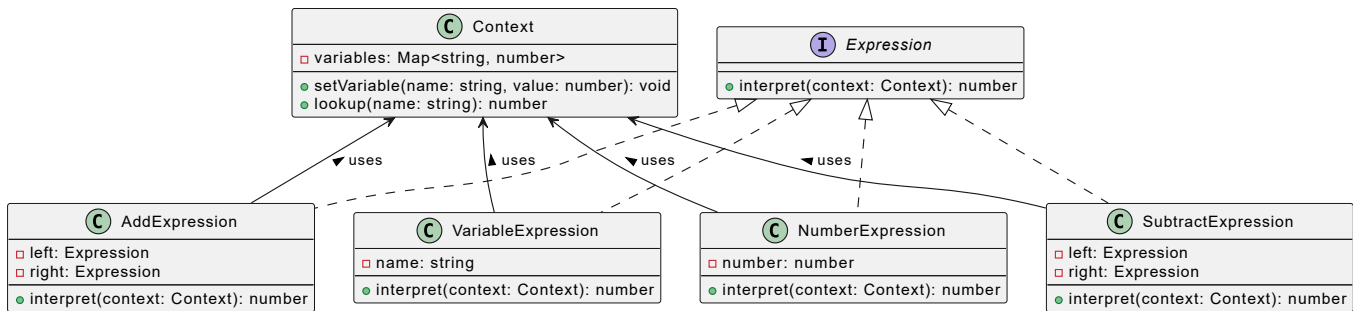 C Context
variables: Map<string, number>
setVariable(name: string, value: number): void
lookup(name: string): number
I Expression
interpret(context: Context): number
uses
uses
uses
uses
C AddExpression
left: Expression
right: Expression
interpret(context: Context): number
C VariableExpression
name: string
interpret(context: Context): number
C NumberExpression
number: number
interpret(context: Context): number
C SubtractExpression
left: Expression
right: Expression
interpret(context: Context): number